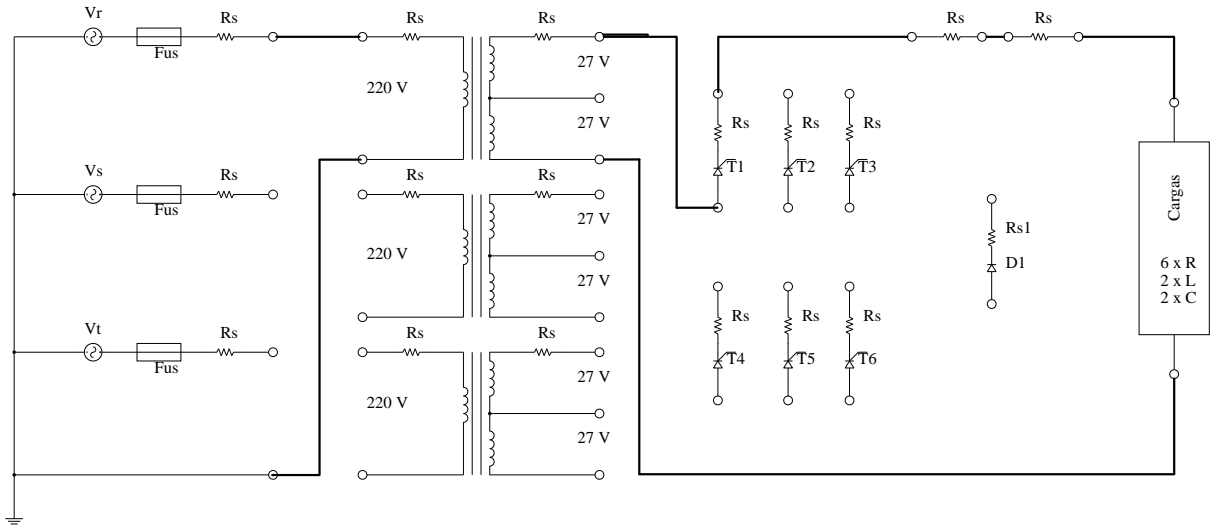 Vr
Rs
Rs
Rs
Rs
Rs
Fus
27 V
220 V
27 V
Rs
Rs
Rs
T1
T2
T3
Vs
Rs
Rs
Rs
Fus
27 V
220 V
27 V
Rs1
D1
Cargas
6 x R
2 x L
2 x C
Vt
Rs
Rs
Rs
Fus
27 V
220 V
27 V
Rs
Rs
Rs
T4
T5
T6